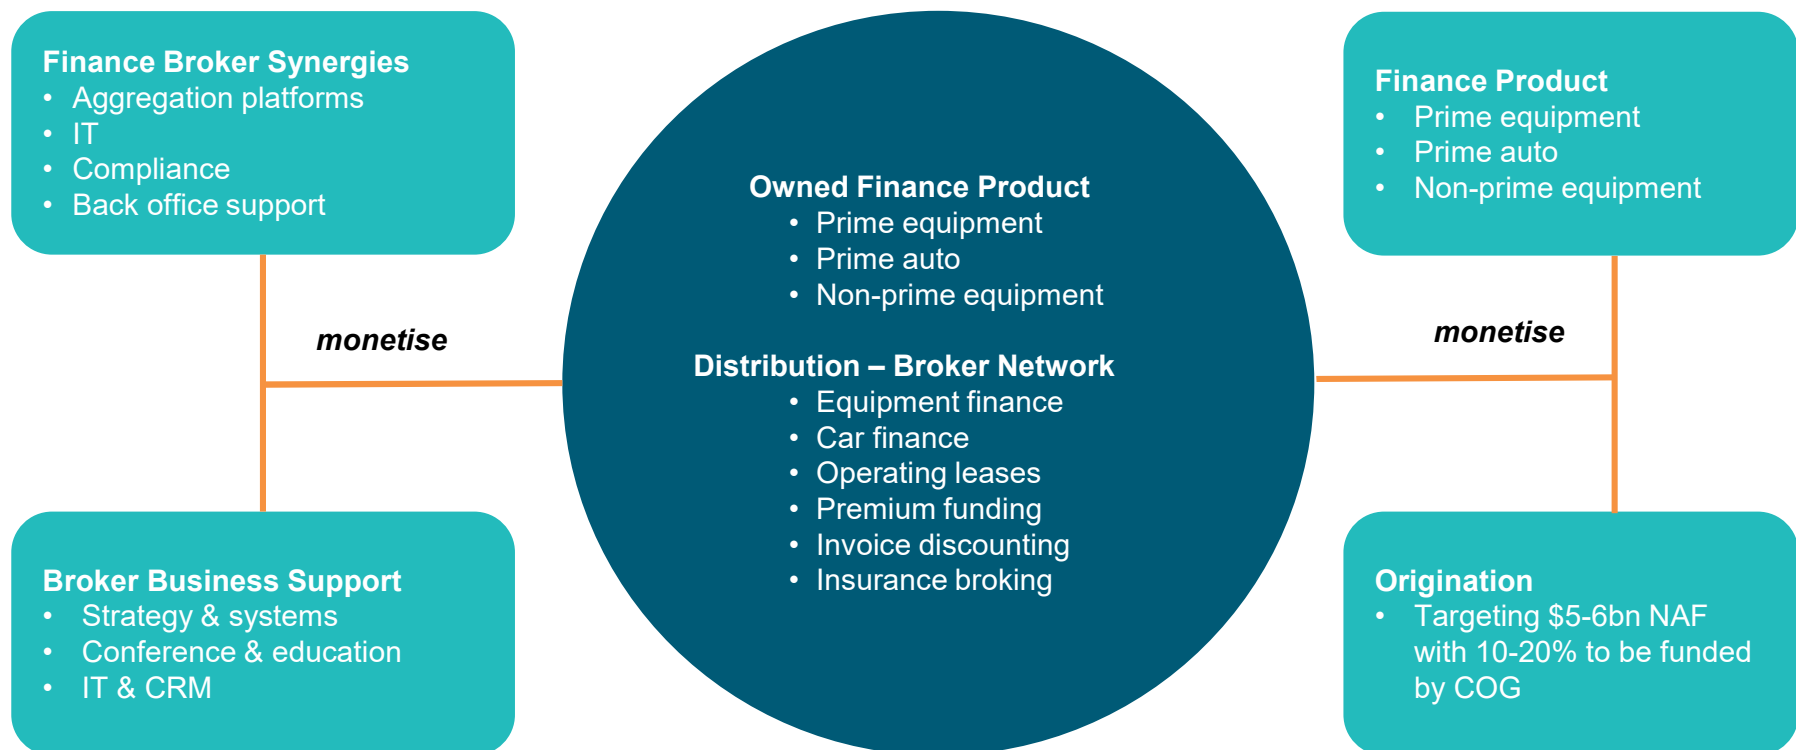 Finance Broker Synergies
• Aggregation platforms
• IT
• Compliance
• Back office support
monetise
Broker Business Support
• Strategy & systems
• Conference & education
• IT & CRM
Owned Finance Product
• Prime equipment
• Prime auto
• Non-prime equipment
Distribution – Broker Network
• Equipment finance
• Car finance
• Operating leases
• Premium funding
• Invoice discounting
• Insurance broking
Finance Product
• Prime equipment
• Prime auto
• Non-prime equipment
monetise
Origination
• Targeting $5-6bn NAF
with 10-20% to be funded
by COG